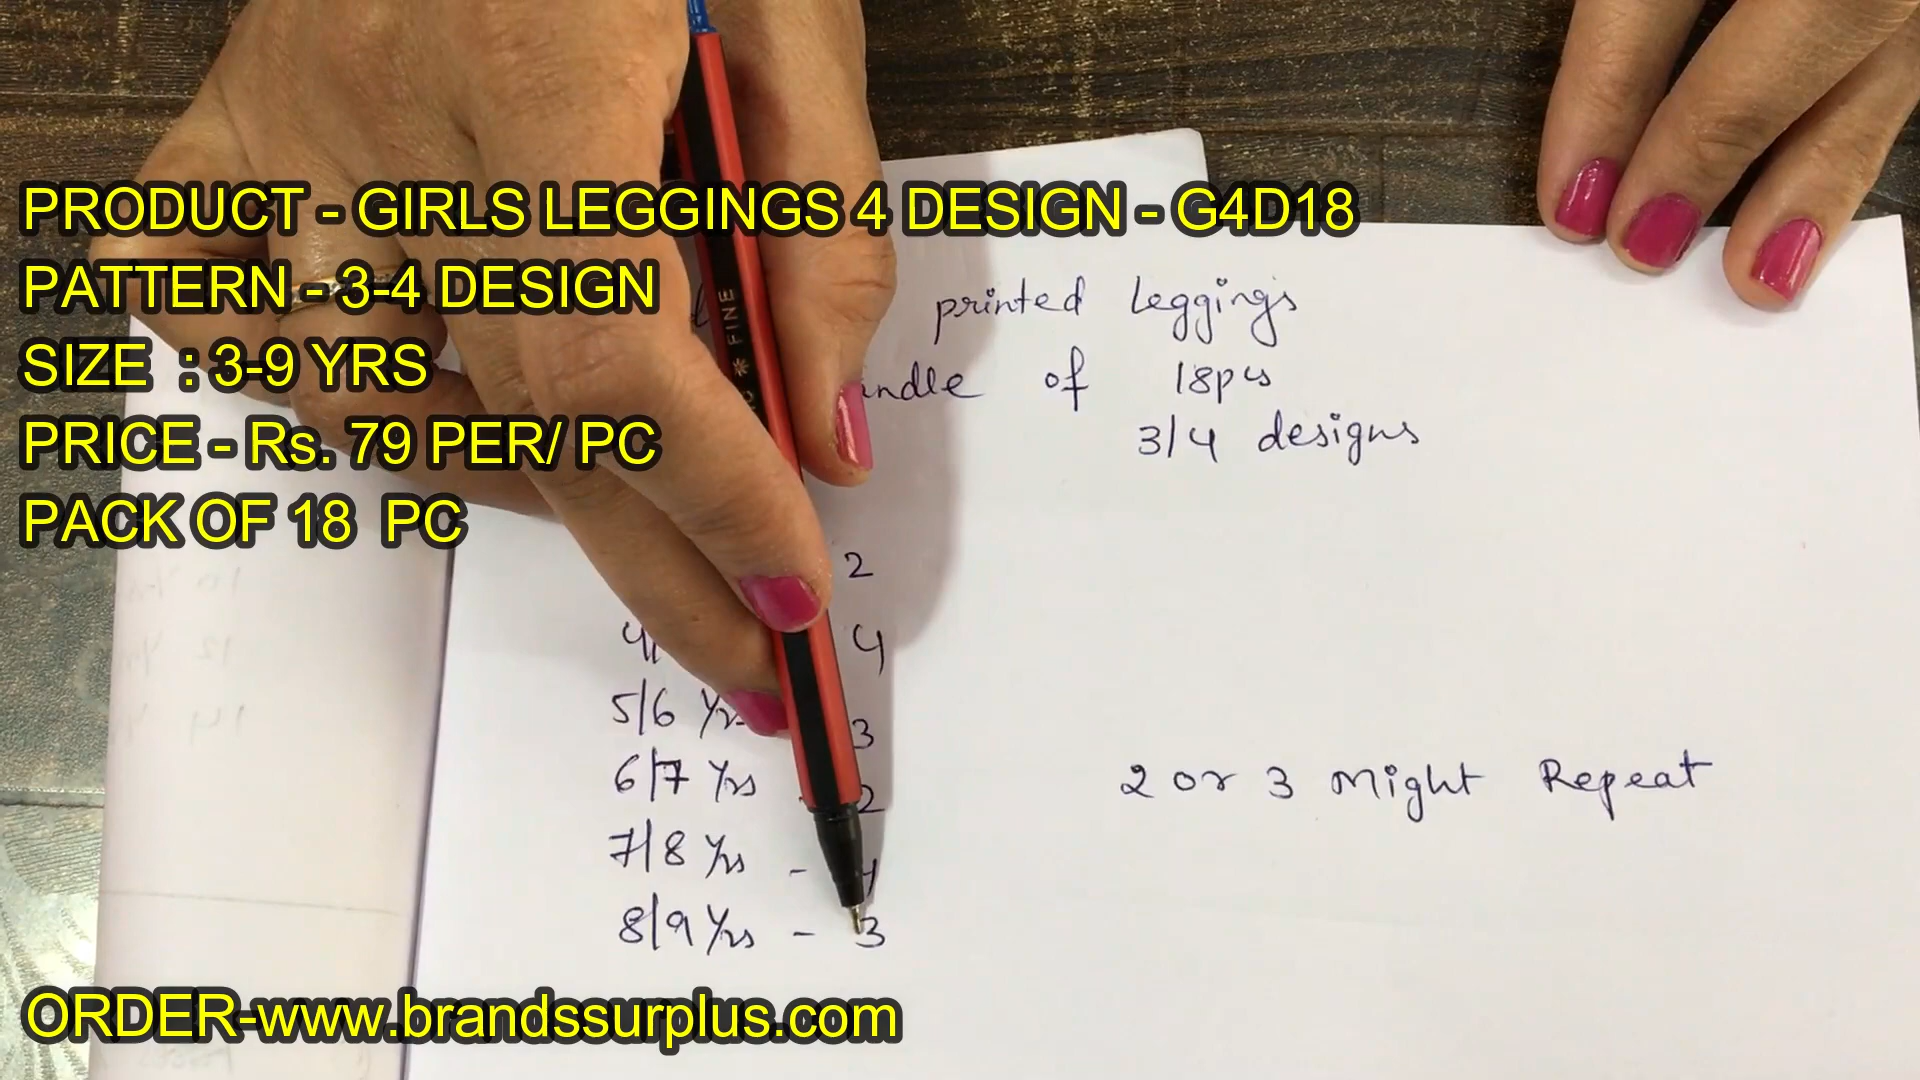 PRODUCT - GIRLS LEGGINGS 4 DESIGN - G4D18
PATTERN - 3-4 DESIGN
SIZE : 3-9 YRS
PRICE - Rs. 79 PER/ PC
PACK OF 18 PC
printed Leggings
of 18pcs
3/4 designs
2
4
5/6 Yrs 3
6/7 Yrs - 2
7/8 Yrs -
8/9 Yrs - 3
2 or 3 Might Repeat
FINE
ORDER-www.brandssurplus.com